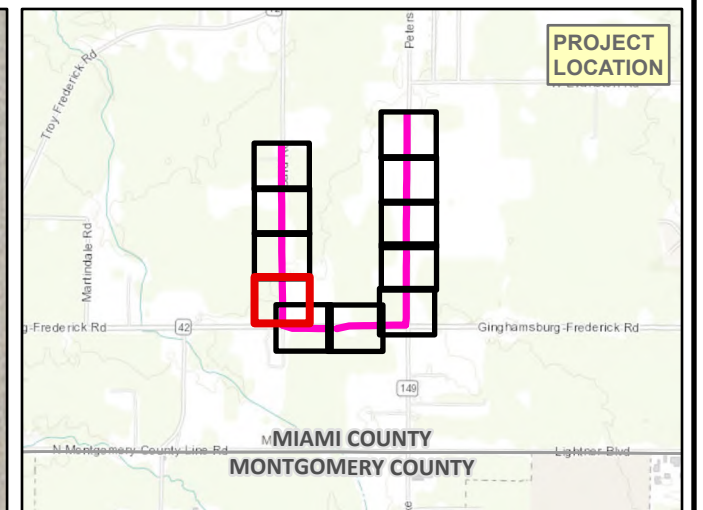 PROJECT
LOCATION
Peters
Troy Frederick Rd
Martindale Rd
g-Frederick Rd
42
Ginghamsburg-Frederick Rd
149
MIAMI COUNTY
N Montgomery County Line Rd
Lightner Blvd
MONTGOMERY COUNTY